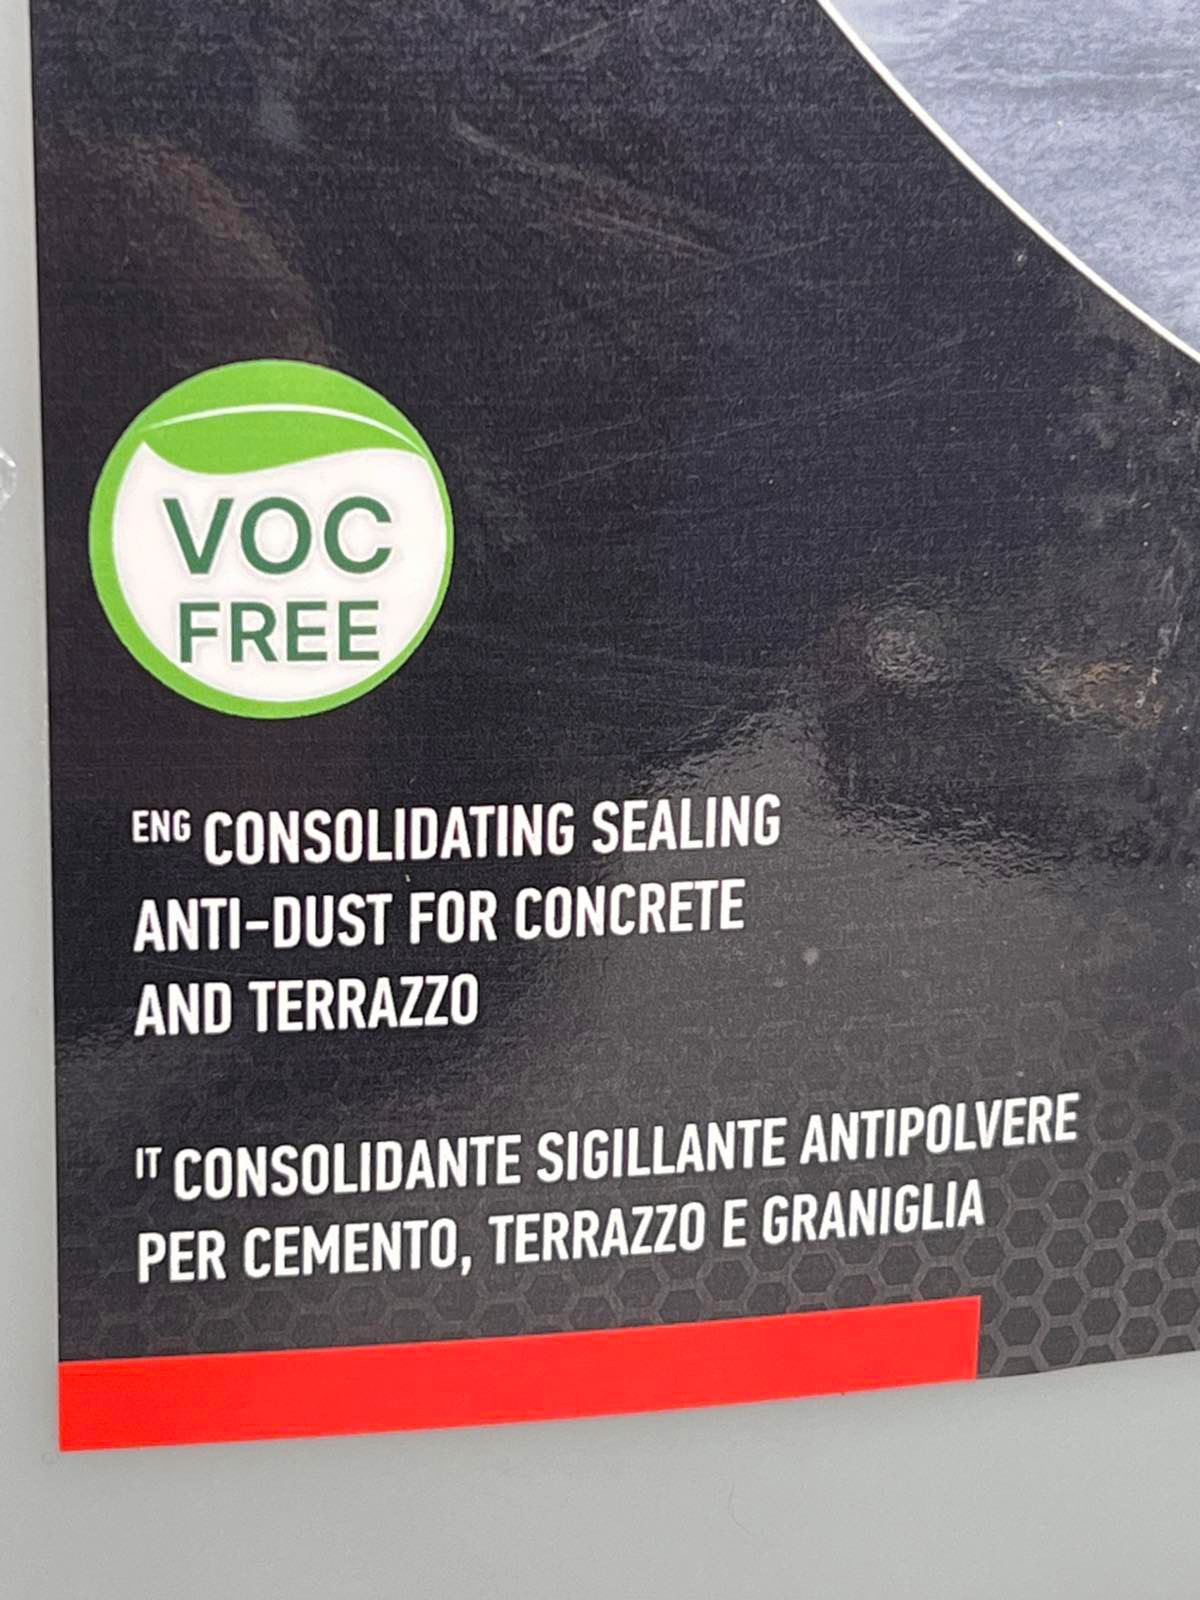 VOC
FREE
ENG CONSOLIDATING SEALING
ANTI-DUST FOR CONCRETE
AND TERRAZZO
IT CONSOLIDANTE SIGILLANTE ANTIPOLVERE
PER CEMENTO, TERRAZZO E GRANIGLIA